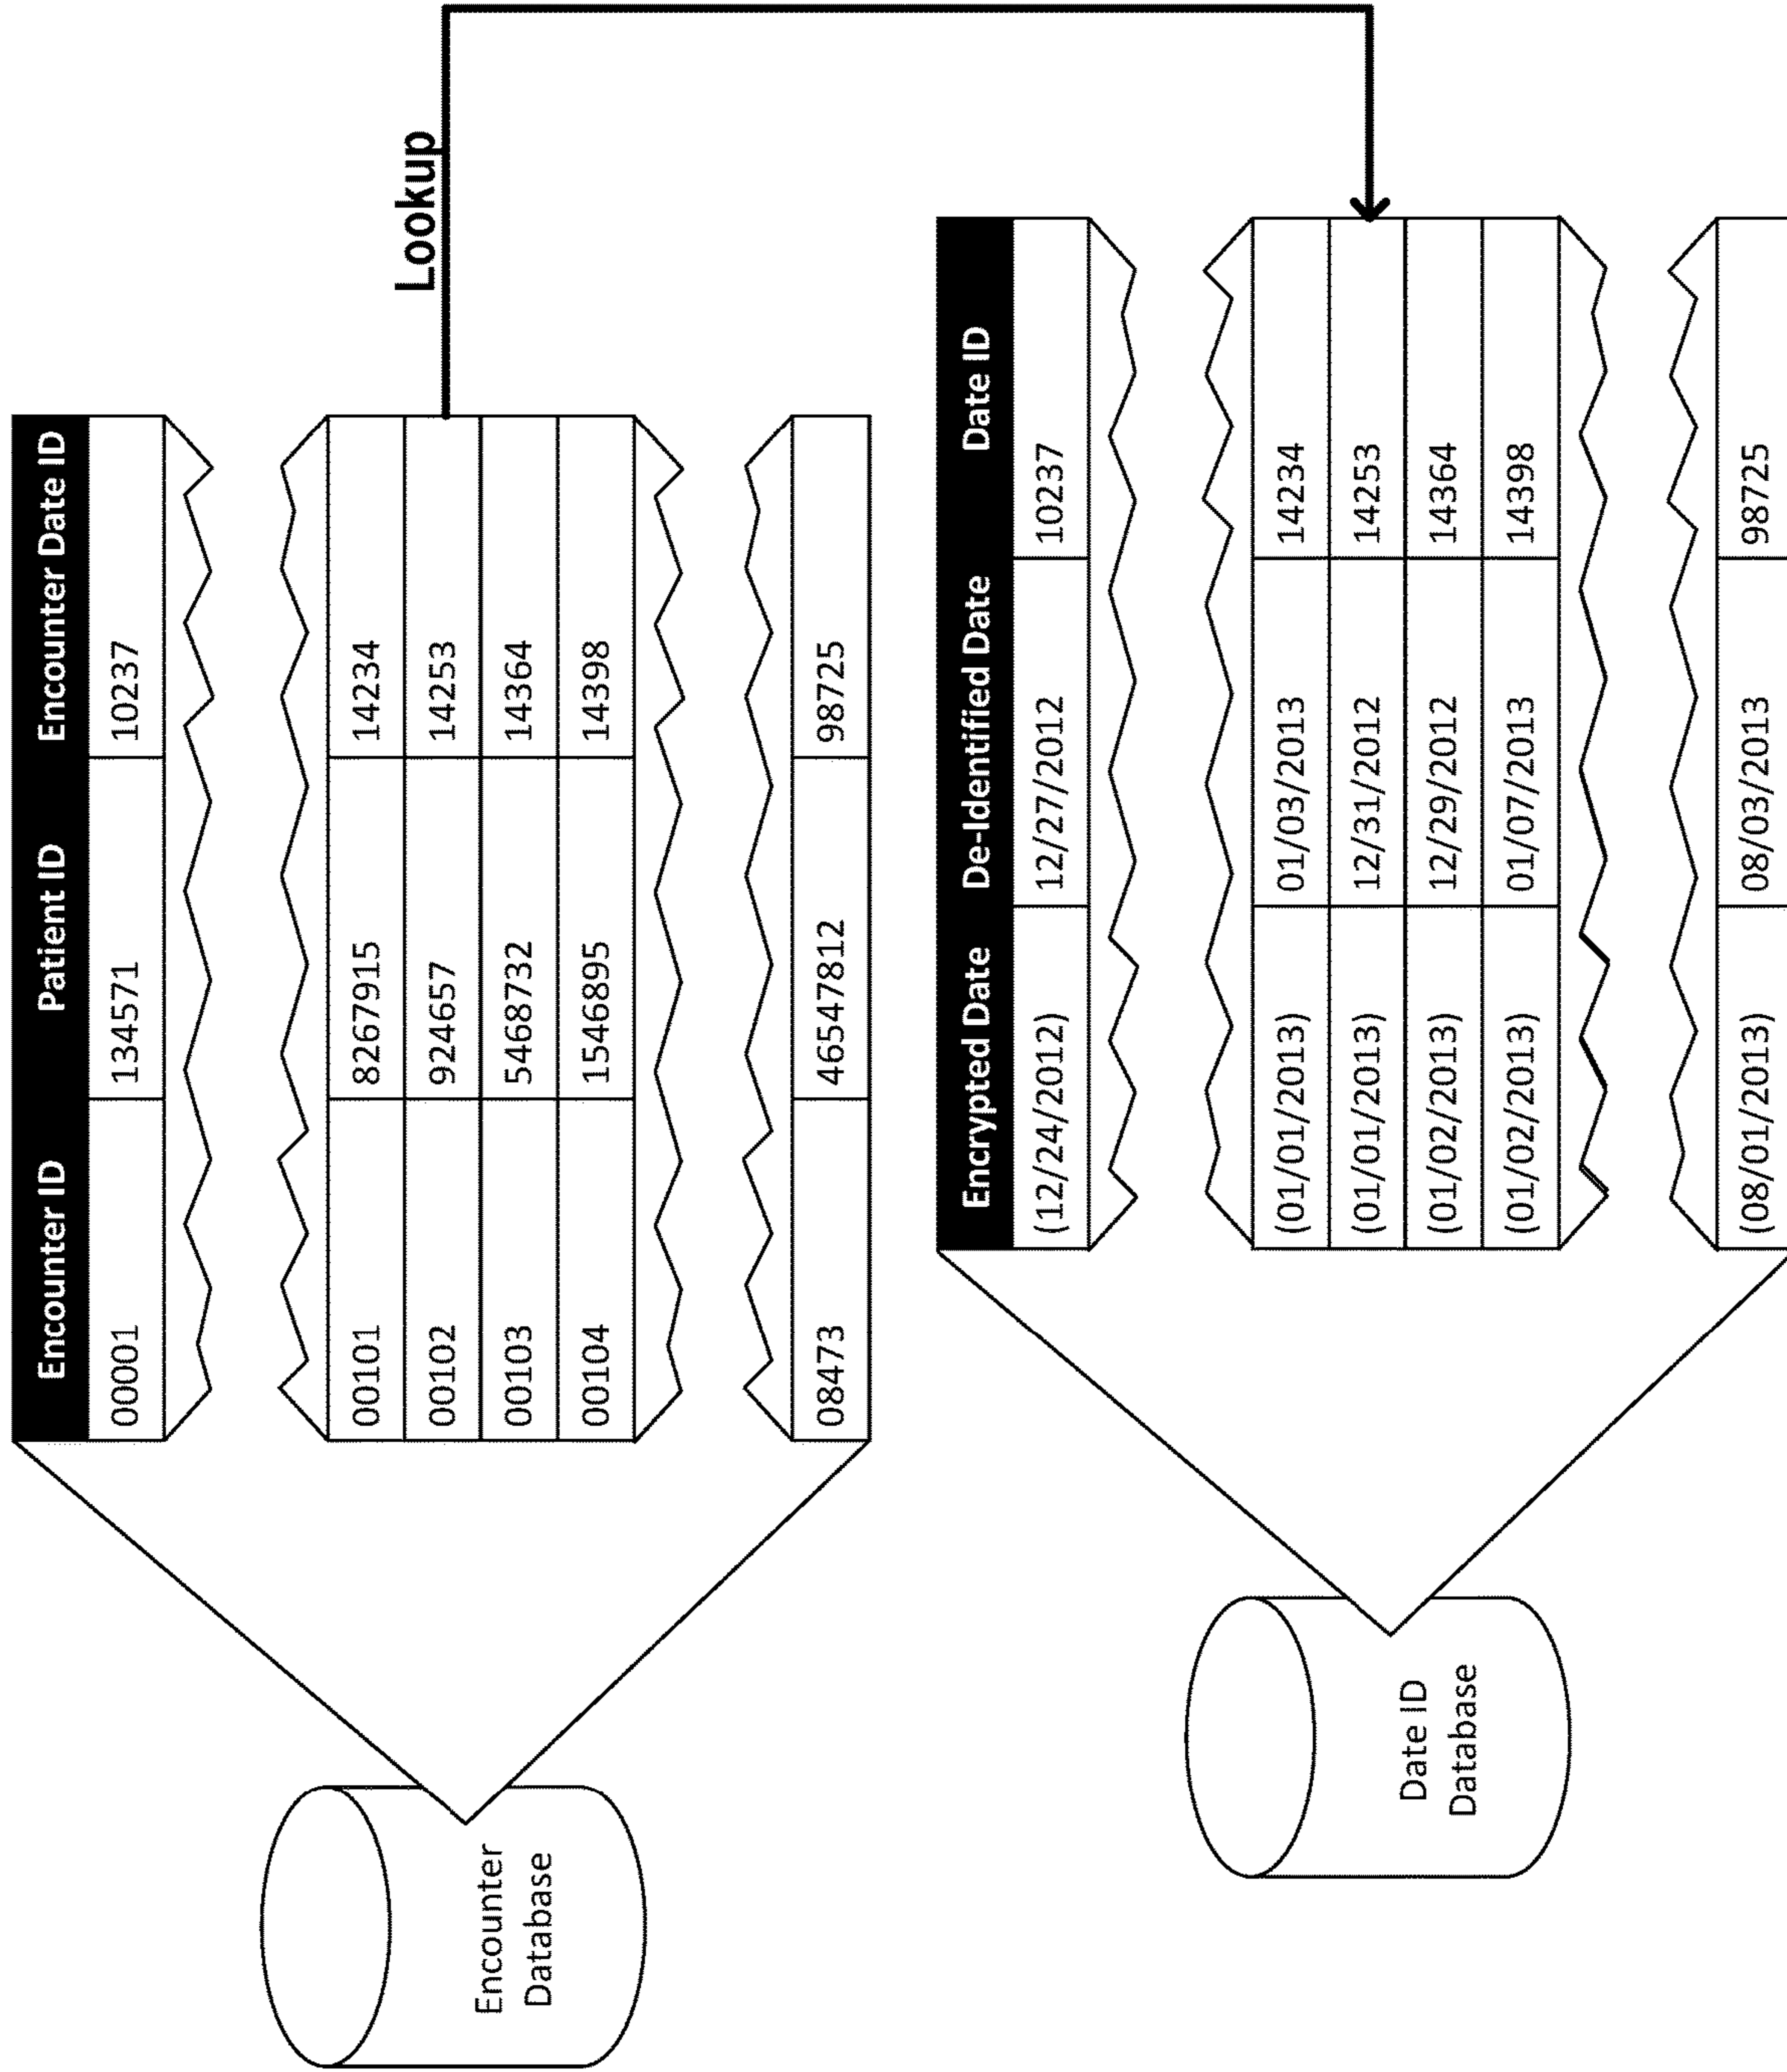 Encounter ID Patient ID Encounter Date ID
00001 134571 10237
00101 8267915 14234
00102 924657 14253
00103 5468732 14364
00104 1546895 14398
08473 46547812 98725
Encounter
Database
Lookup
Encrypted Date De-Identified Date Date ID
(12/24/2012) 12/27/2012 10237
(01/01/2013) 01/03/2013 14234
(01/01/2013) 12/31/2012 14253
(01/02/2013) 12/29/2012 14364
(01/02/2013) 01/07/2013 14398
(08/01/2013) 08/03/2013 98725
Date ID
Database